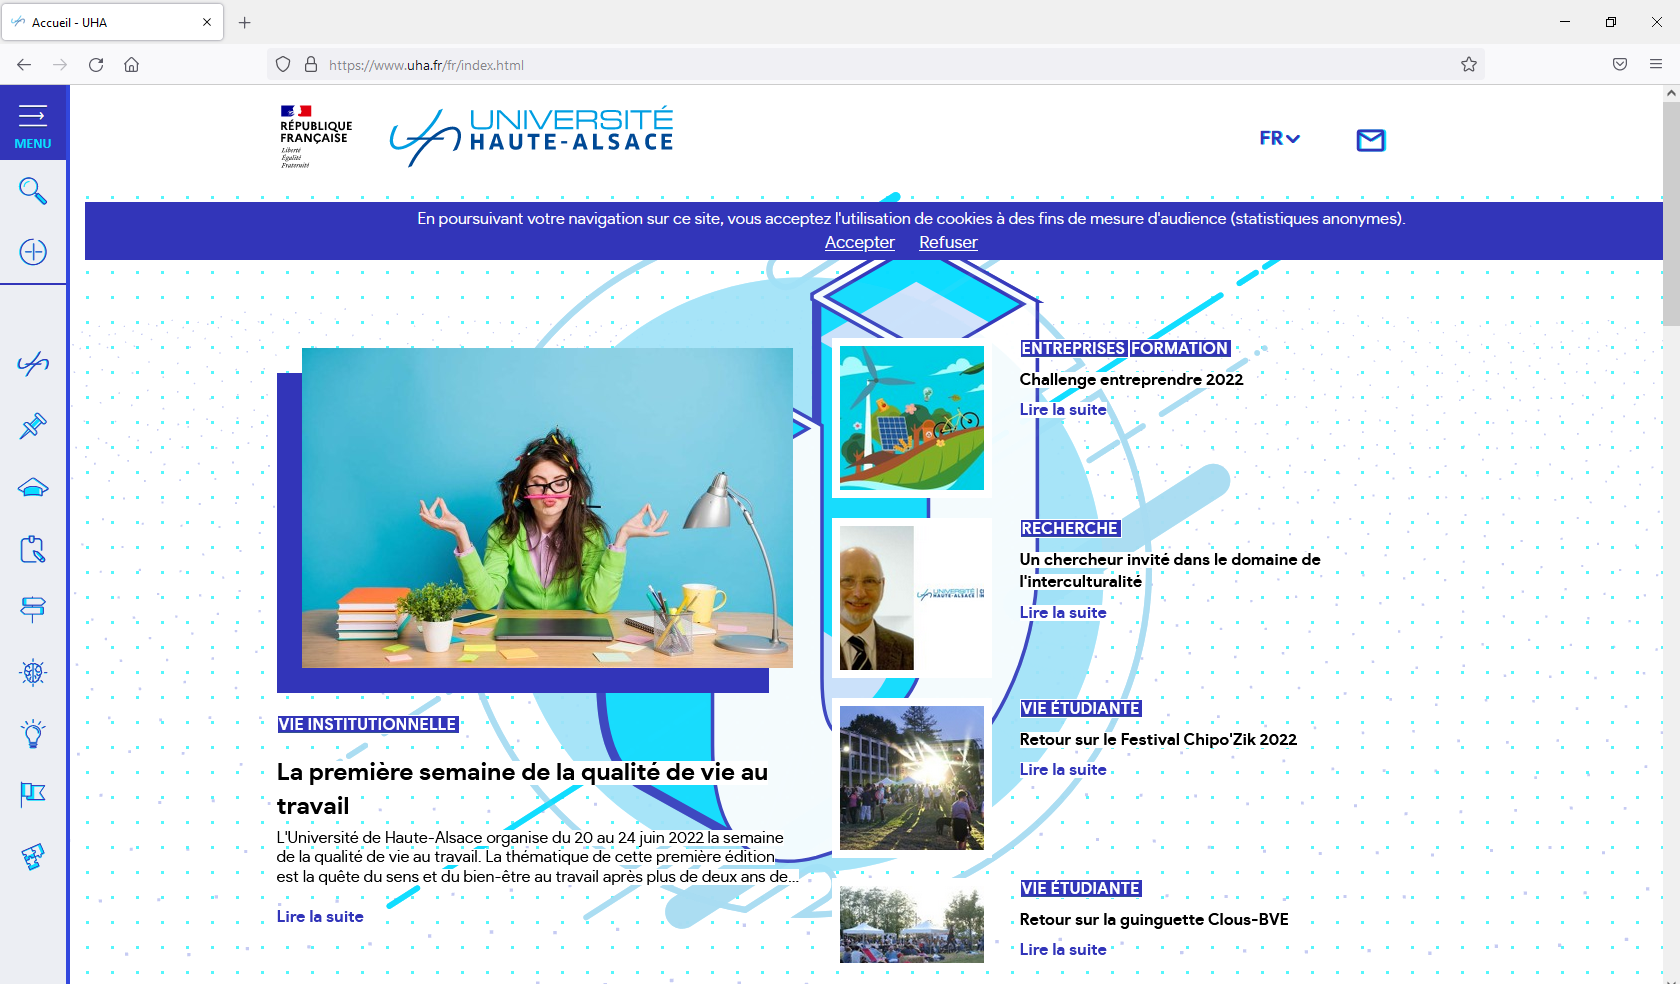 Accueil - UHA
https://www.uha.fr/fr/index.html
MENU
RÉPUBLIQUE
FRANÇAISE
Liberté
Égalité
Fraternité
UNIVERSITÉ
HAUTE-ALSACE
FR
En poursuivant votre navigation sur ce site, vous acceptez l'utilisation de cookies à des fins de mesure d'audience (statistiques anonymes).
Accepter Refuser
VIE INSTITUTIONNELLE
La première semaine de la qualité de vie au
travail
L'Université de Haute-Alsace organise du 20 au 24 juin 2022 la semaine
de la qualité de vie au travail. La thématique de cette première édition
est la quête du sens et du bien-être au travail après plus de deux ans de...
Lire la suite
ENTREPRISES FORMATION
Challenge entreprendre 2022
Lire la suite
UNIVERSITÉ
HAUTE-ALSACE
RECHERCHE
Un chercheur invité dans le domaine de
l'interculturalité
Lire la suite
VIE ÉTUDIANTE
Retour sur le Festival Chipo'Zik 2022
Lire la suite
VIE ÉTUDIANTE
Retour sur la guinguette Clous-BVE
Lire la suite